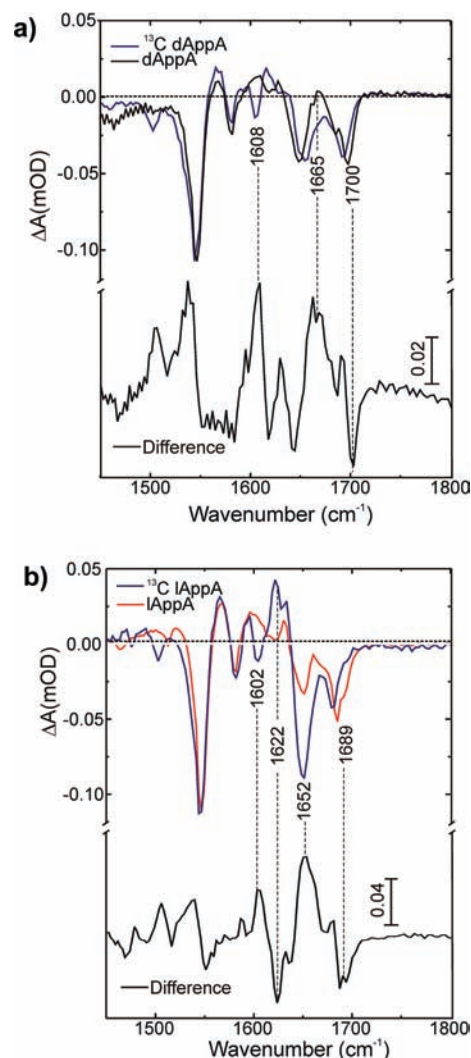 a)
0.05
¹³C dAppA
dAppA
0.00
ΔA(mOD)
-0.05
-0.10
1608
1665
1700
0.02
Difference
1500
1600
1700
1800
Wavenumber (cm⁻¹)
b)
0.05
¹³C lAppA
lAppA
0.00
ΔA(mOD)
-0.05
-0.10
1602
1622
1652
1689
0.04
Difference
1500
1600
1700
1800
Wavenumber (cm⁻¹)